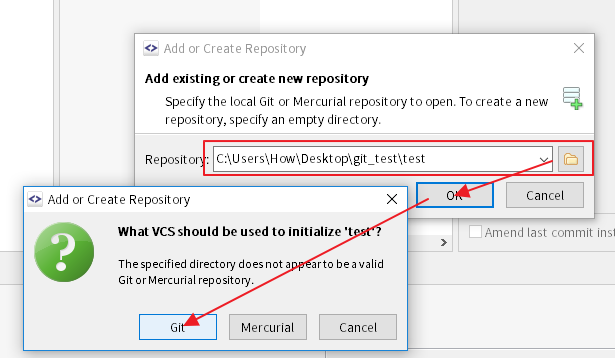 Add or Create Repository
Add existing or create new repository
Specify the local Git or Mercurial repository to open. To create a new
repository, specify an empty directory.
Repository: C:\Users\How\Desktop\git_test\test
OK Cancel
Amend last commit inst
Add or Create Repository
What VCS should be used to initialize 'test'?
The specified directory does not appear to be a valid
Git or Mercurial repository.
Git Mercurial Cancel